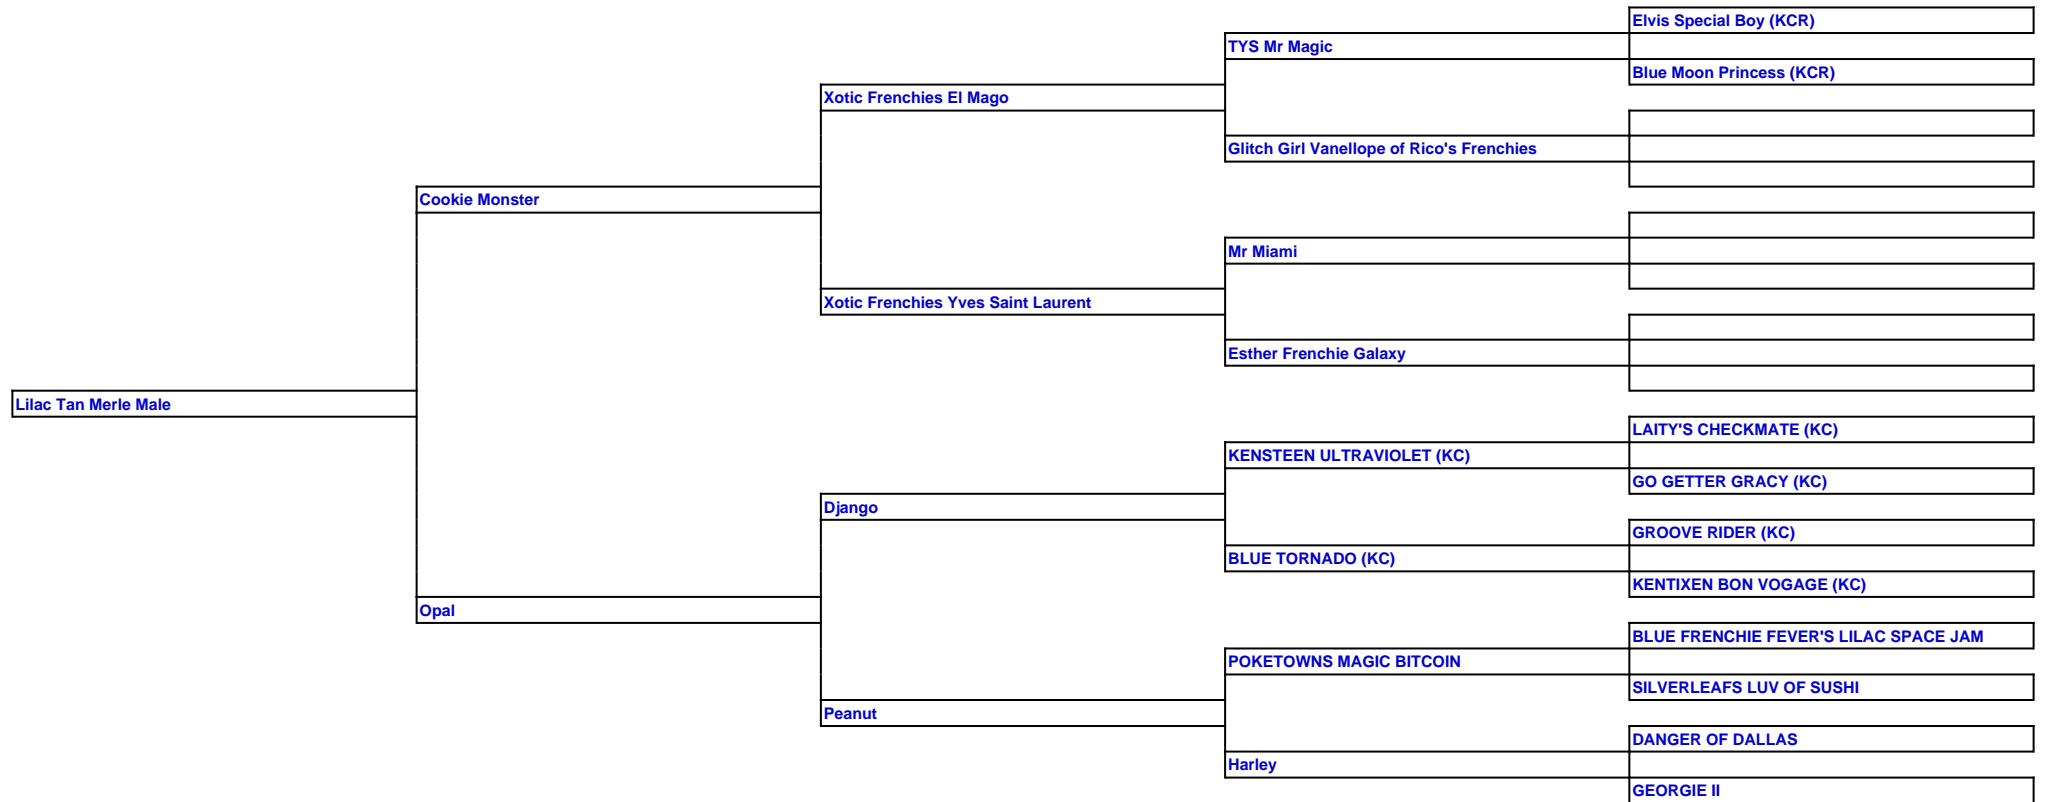 Elvis Special Boy (KCR)
TYS Mr Magic
Blue Moon Princess (KCR)
Xotic Frenchies El Mago
Glitch Girl Vanellope of Rico's Frenchies
Cookie Monster
Mr Miami
Xotic Frenchies Yves Saint Laurent
Esther Frenchie Galaxy
Lilac Tan Merle Male
LAITY'S CHECKMATE (KC)
KENSTEEN ULTRAVIOLET (KC)
GO GETTER GRACY (KC)
Django
GROOVE RIDER (KC)
BLUE TORNADO (KC)
KENTIXEN BON VOGAGE (KC)
Opal
BLUE FRENCHIE FEVER'S LILAC SPACE JAM
POKETOWNS MAGIC BITCOIN
SILVERLEAFS LUV OF SUSHI
Peanut
DANGER OF DALLAS
Harley
GEORGIE II